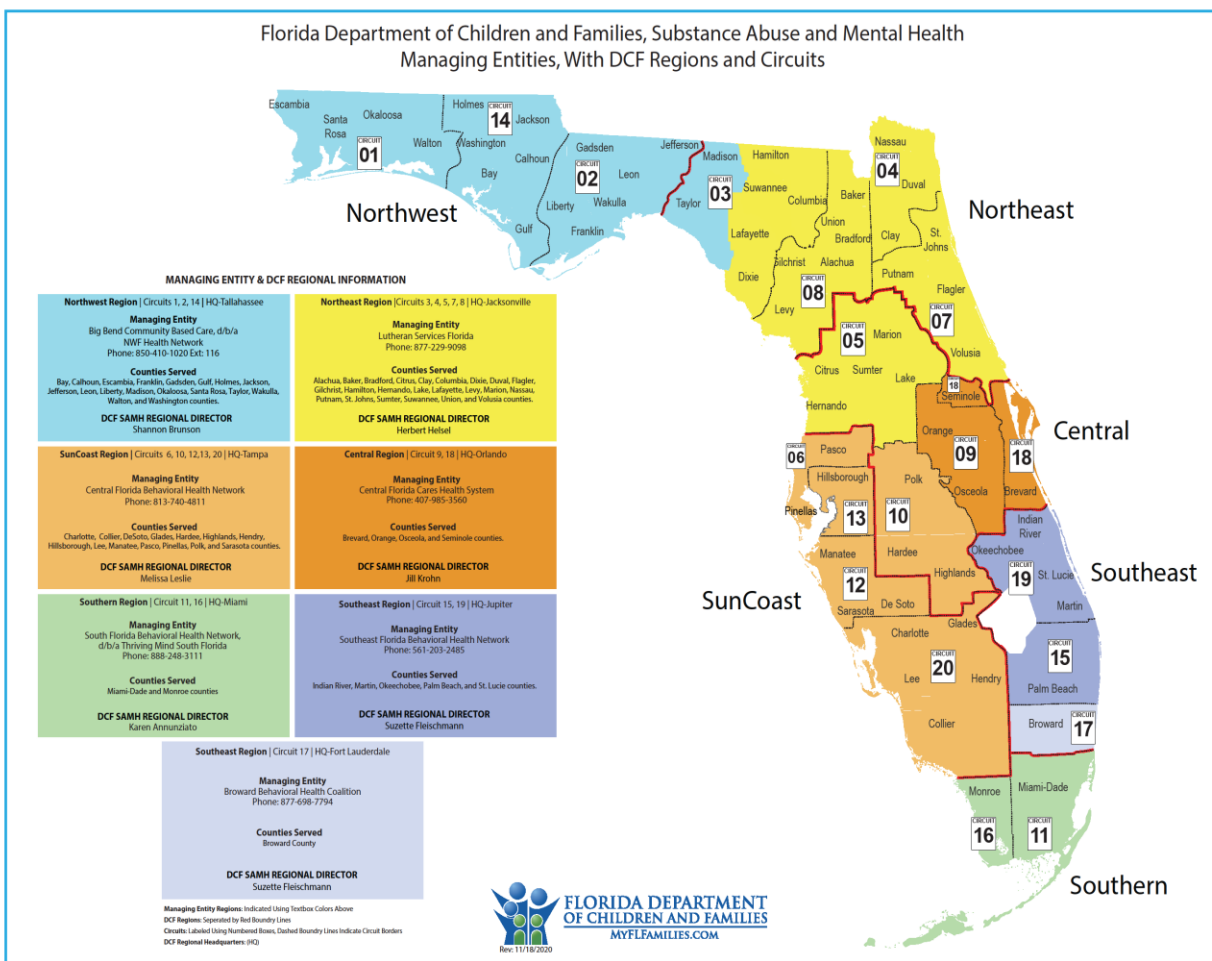 Florida Department of Children and Families, Substance Abuse and Mental Health
Managing Entities, With DCF Regions and Circuits
Escambia
Santa
Rosa
Okaloosa
Walton
CIRCUIT
01
Holmes
CIRCUIT
14
Jackson
Washington
Calhoun
Bay
Gulf
Gadsden
CIRCUIT
02
Leon
Liberty
Wakulla
Franklin
Jefferson
Madison
CIRCUIT
03
Taylor
Northwest
Hamilton
Suwannee
Columbia
Lafayette
Dixie
Nassau
CIRCUIT
04
Duval
Baker
Union
Bradford
Clay
St.
Johns
Northeast
Gilchrist
Alachua
Putnam
CIRCUIT
08
Levy
Flagler
CIRCUIT
07
Volusia
Marion
CIRCUIT
05
Citrus
Sumter
Lake
Hernando
18
Seminole
Orange
CIRCUIT
09
Osceola
CIRCUIT
18
Brevard
Central
CIRCUIT
06
Pasco
Pinellas
Hillsborough
CIRCUIT
13
Polk
CIRCUIT
10
Hardee
Highlands
Manatee
CIRCUIT
12
Sarasota
De Soto
SunCoast
Indian
River
Okeechobee
CIRCUIT
19
St. Lucie
Martin
Southeast
Charlotte
Glades
CIRCUIT
20
Lee
Hendry
Collier
CIRCUIT
15
Palm Beach
Broward
CIRCUIT
17
Monroe
CIRCUIT
16
Miami-Dade
CIRCUIT
11
Southern
MANAGING ENTITY & DCF REGIONAL INFORMATION
Northwest Region | Circuits 1, 2, 14 | HQ-Tallahassee
Managing Entity
Big Bend Community Based Care, d/b/a
NWF Health Network
Phone: 850-410-1020 Ext: 116
Counties Served
Bay, Calhoun, Escambia, Franklin, Gadsden, Gulf, Holmes, Jackson,
Jefferson, Leon, Liberty, Madison, Okaloosa, Santa Rosa, Taylor, Wakulla,
Walton, and Washington counties.
DCF SAMH REGIONAL DIRECTOR
Shannon Brunson
Northeast Region |Circuits 3, 4, 5, 7, 8 | HQ-Jacksonville
Managing Entity
Lutheran Services Florida
Phone: 877-229-9098
Counties Served
Alachua, Baker, Bradford, Citrus, Clay, Columbia, Dixie, Duval, Flagler,
Gilchrist, Hamilton, Hernando, Lake, Lafayette, Levy, Marion, Nassau,
Putnam, St. Johns, Sumter, Suwannee, Union, and Volusia counties.
DCF SAMH REGIONAL DIRECTOR
Herbert Helsel
SunCoast Region | Circuits 6, 10, 12,13, 20 | HQ-Tampa
Managing Entity
Central Florida Behavioral Health Network
Phone: 813-740-4811
Counties Served
Charlotte, Collier, DeSoto, Glades, Hardee, Highlands, Hendry,
Hillsborough, Lee, Manatee, Pasco, Pinellas, Polk, and Sarasota counties.
DCF SAMH REGIONAL DIRECTOR
Melissa Leslie
Central Region | Circuit 9, 18 | HQ-Orlando
Managing Entity
Central Florida Cares Health System
Phone: 407-985-3560
Counties Served
Brevard, Orange, Osceola, and Seminole counties.
DCF SAMH REGIONAL DIRECTOR
Jill Krohn
Southern Region | Circuit 11, 16 | HQ-Miami
Managing Entity
South Florida Behavioral Health Network,
d/b/a Thriving Mind South Florida
Phone: 888-248-3111
Counties Served
Miami-Dade and Monroe counties
DCF SAMH REGIONAL DIRECTOR
Karen Annunziato
Southeast Region | Circuit 15, 19 | HQ-Jupiter
Managing Entity
Southeast Florida Behavioral Health Network
Phone: 561-203-2485
Counties Served
Indian River, Martin, Okeechobee, Palm Beach, and St. Lucie counties.
DCF SAMH REGIONAL DIRECTOR
Suzette Fleischmann
Southeast Region | Circuit 17 | HQ-Fort Lauderdale
Managing Entity
Broward Behavioral Health Coalition
Phone: 877-698-7794
Counties Served
Broward County
DCF SAMH REGIONAL DIRECTOR
Suzette Fleischmann
Managing Entity Regions: Indicated Using Textbox Colors Above
DCF Regions: Seperated by Red Boundry Lines
Circuits: Labeled Using Numbered Boxes, Dashed Boundry Lines Indicate Circuit Borders
DCF Regional Headquarters: (HQ)
FLORIDA DEPARTMENT
OF CHILDREN AND FAMILIES
MYFLFAMILIES.COM
Rev: 11/18/2020